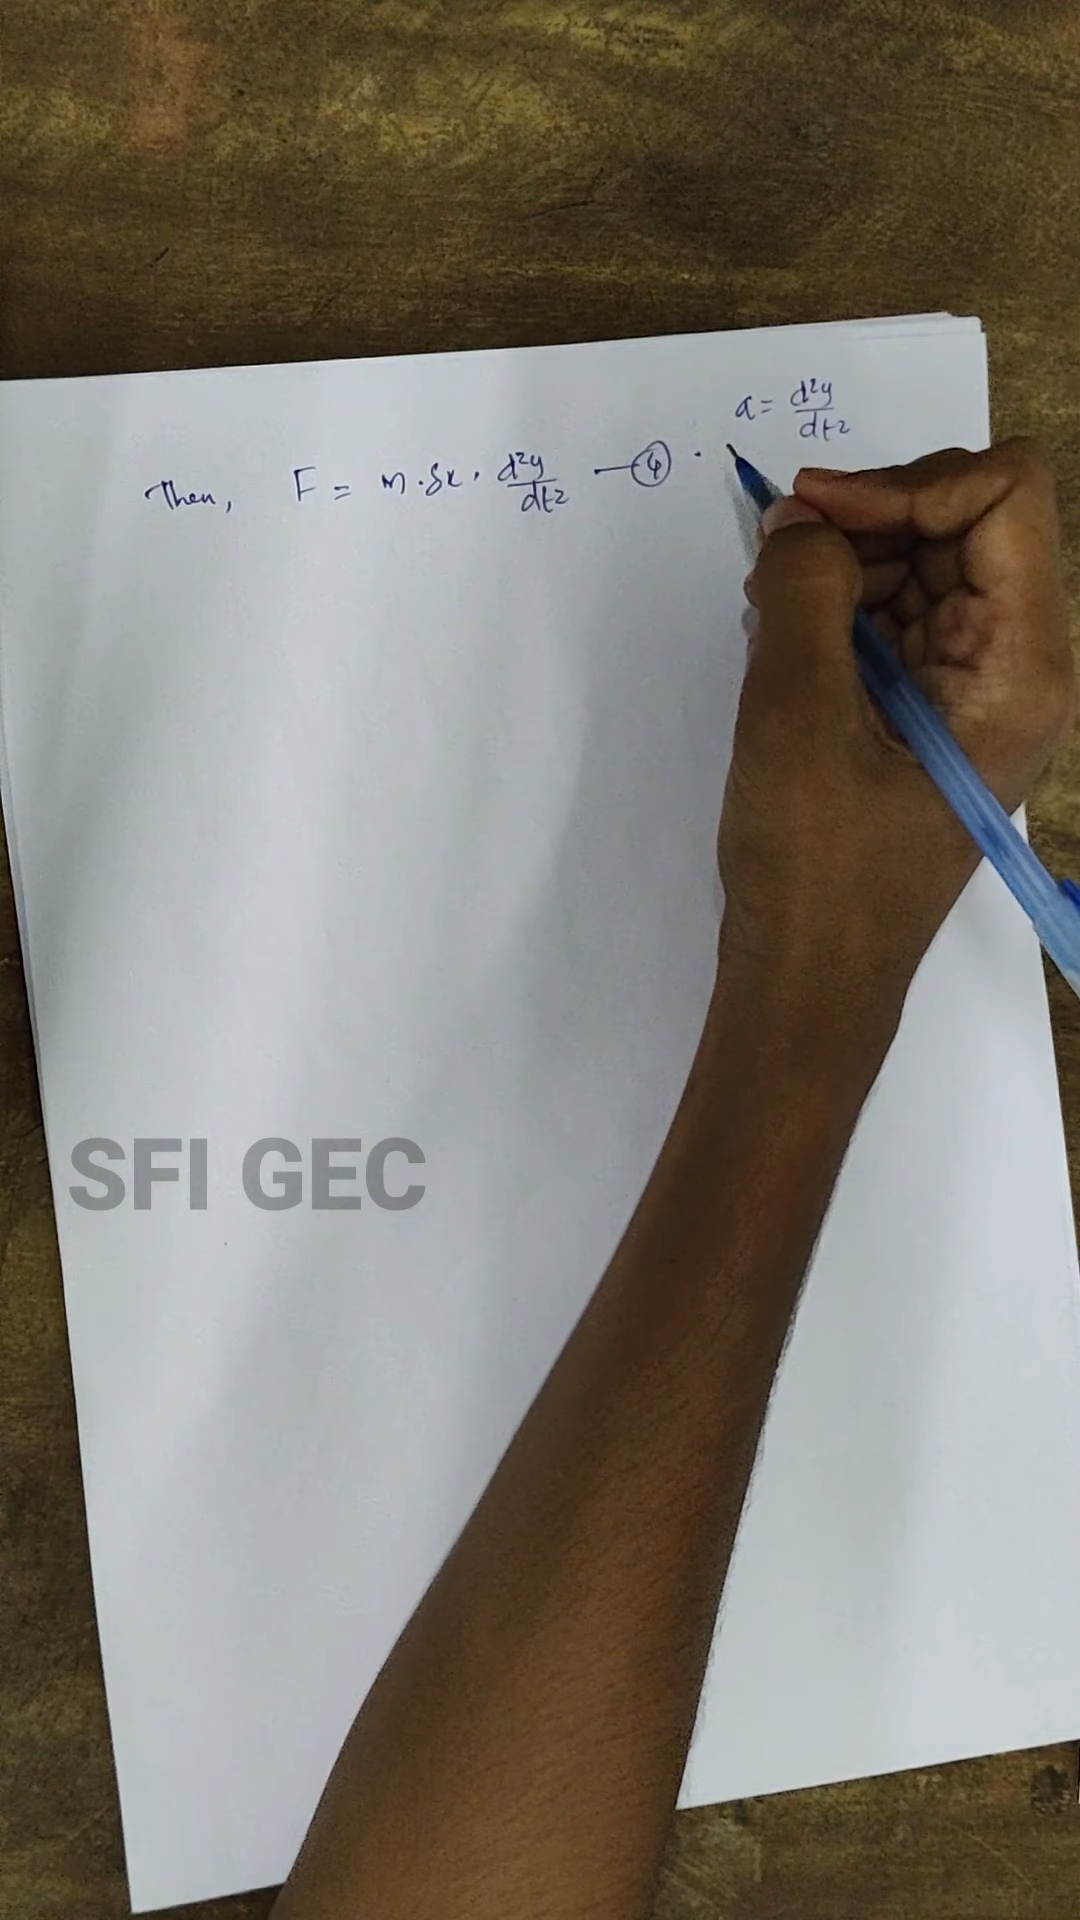 a = d²y/dt²
Then, F = m.δx. d²y/dt² — ④ .
SFI GEC